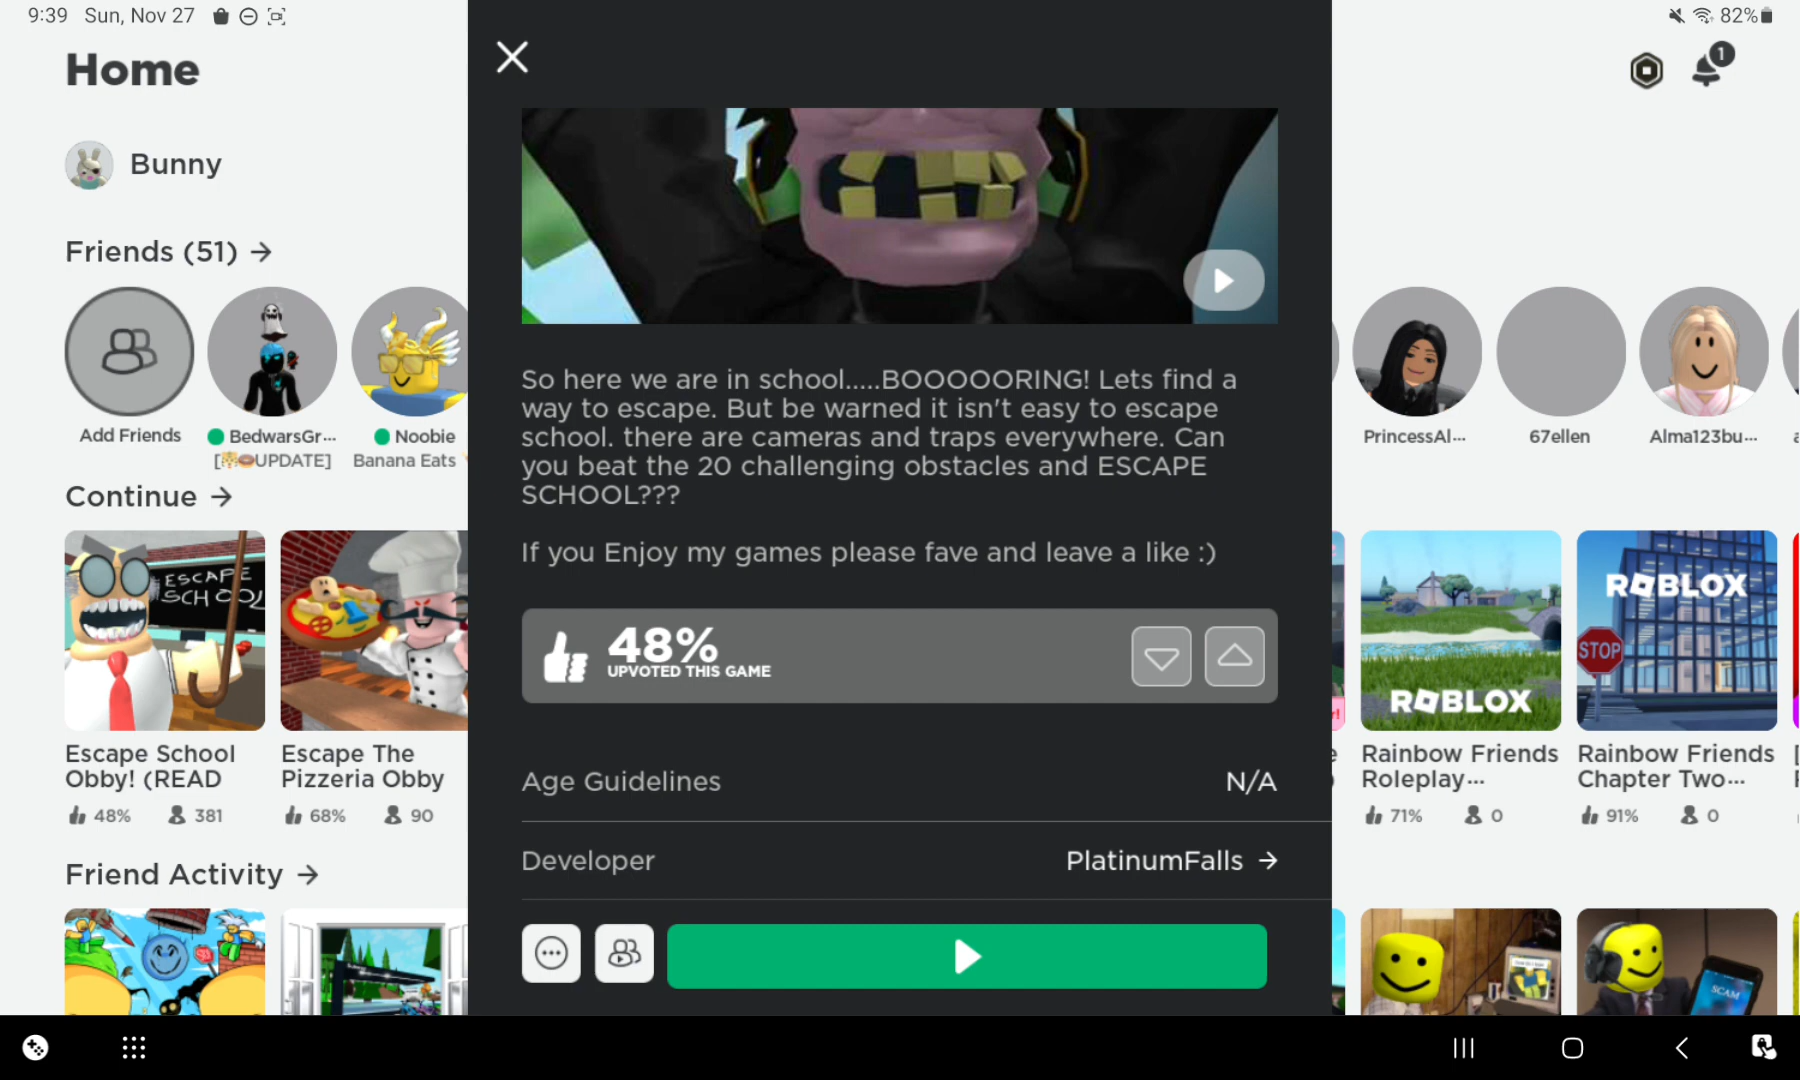 9:39 Sun, Nov 27
82%
Home
1
Bunny
Friends (51)
Add Friends
BedwarsGr...
[UPDATE]
Noobie
Banana Eats
PrincessAl...
67ellen
Alma123bu...
Continue
ESCAPE
SCHOOL
Escape School
Obby! (READ
48% 381
Escape The
Pizzeria Obby
68% 90
So here we are in school.....BOOOOORING! Lets find a
way to escape. But be warned it isn't easy to escape
school. there are cameras and traps everywhere. Can
you beat the 20 challenging obstacles and ESCAPE
SCHOOL???
If you Enjoy my games please fave and leave a like :)
48%
UPVOTED THIS GAME
Age Guidelines N/A
Developer PlatinumFalls
ROBLOX
Rainbow Friends
Roleplay...
71% 0
ROBLOX
STOP
Rainbow Friends
Chapter Two...
91% 0
Friend Activity
SCAM